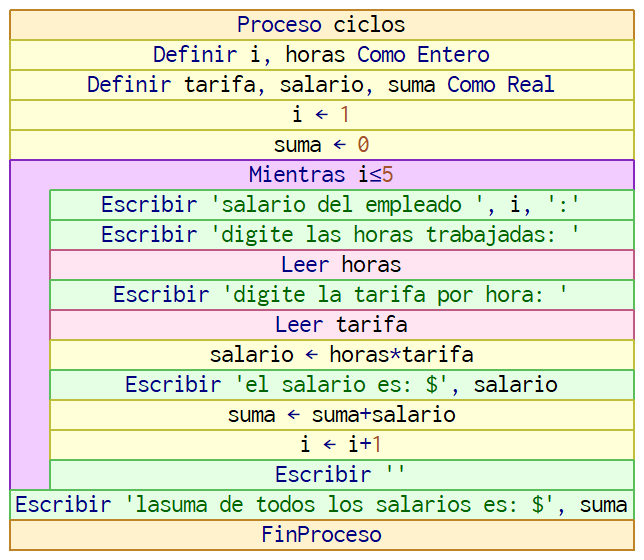 Proceso ciclos
Definir i, horas Como Entero
Definir tarifa, salario, suma Como Real
i ← 1
suma ← 0
Mientras i≤5
Escribir 'salario del empleado ', i, ':'
Escribir 'digite las horas trabajadas: '
Leer horas
Escribir 'digite la tarifa por hora: '
Leer tarifa
salario ← horas*tarifa
Escribir 'el salario es: $', salario
suma ← suma+salario
i ← i+1
Escribir ''
Escribir 'lasuma de todos los salarios es: $', suma
FinProceso